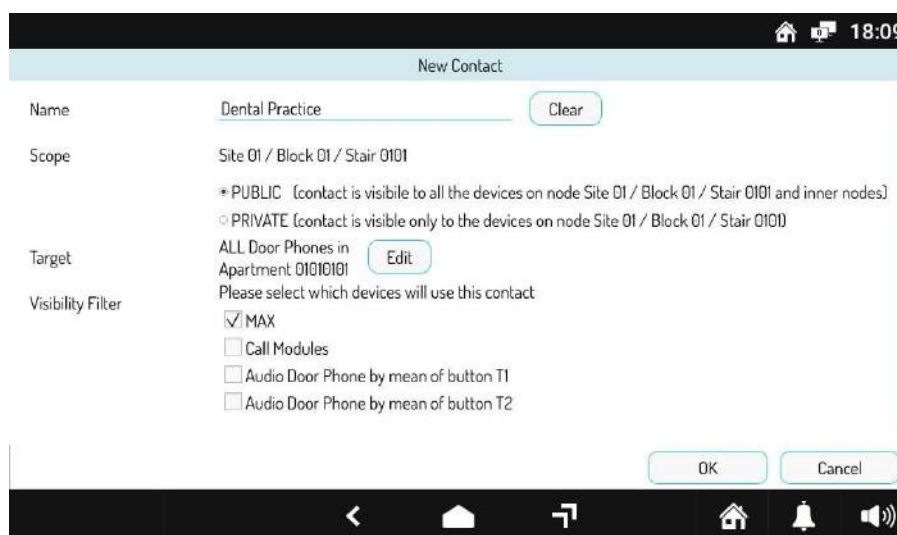 18:09
New Contact
Name Dental Practice Clear
Scope Site 01 / Block 01 / Stair 0101
PUBLIC (contact is visibile to all the devices on node Site 01 / Block 01 / Stair 0101 and inner nodes)
PRIVATE (contact is visible only to the devices on node Site 01 / Block 01 / Stair 0101)
Target ALL Door Phones in
Apartment 01010101 Edit
Visibility Filter Please select which devices will use this contact
MAX
Call Modules
Audio Door Phone by mean of button T1
Audio Door Phone by mean of button T2
OK Cancel